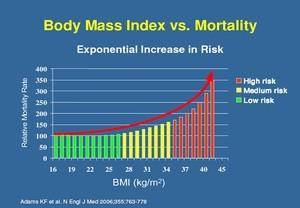 Body Mass Index vs. Mortality
Exponential Increase in Risk
Relative Mortality Rate
400
350
300
250
200
150
100
50
0
16 19 22 25 28 31 34 37 40 42 45
BMI (kg/m²)
High risk
Medium risk
Low risk
Adams KF et al. N Engl J Med 2006;355:763-778